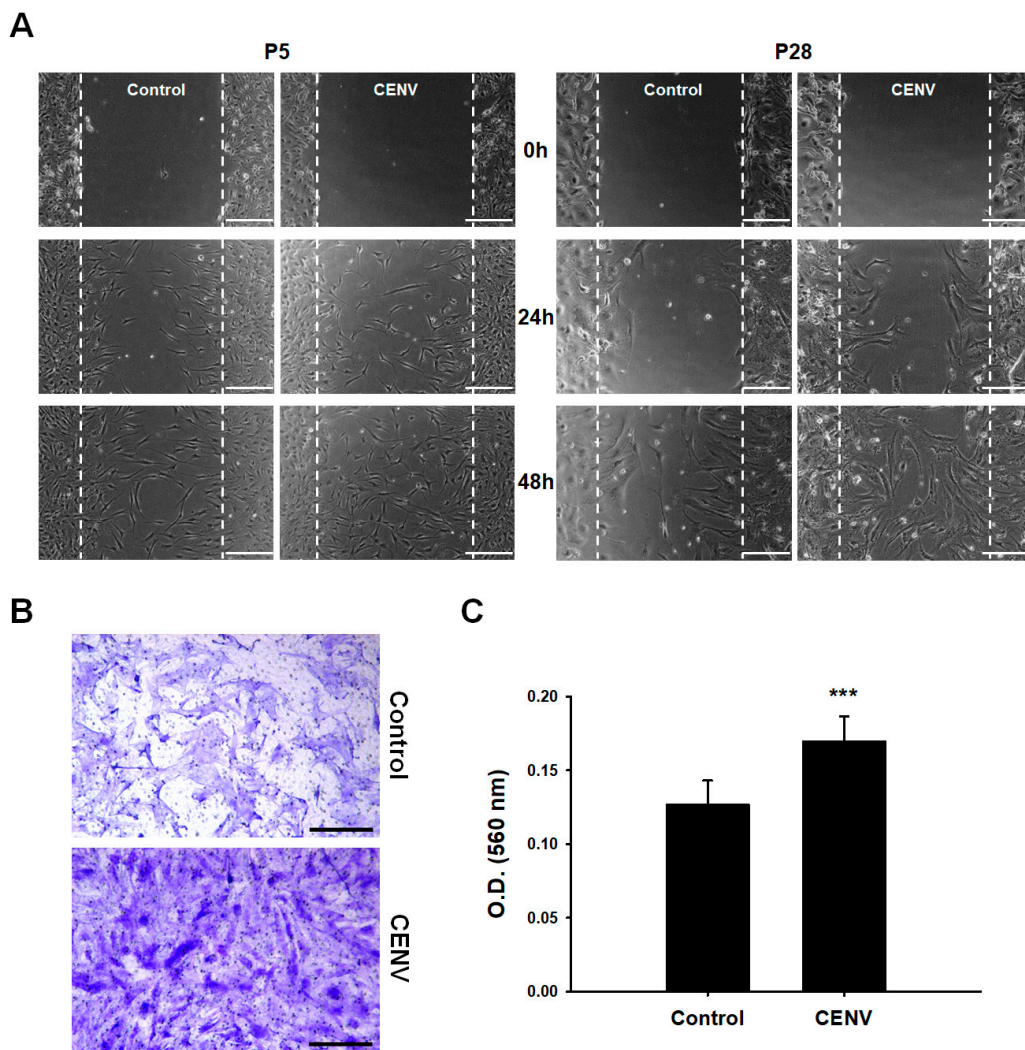 A
P5
P28
Control
CENV
Control
CENV
0h
24h
48h
B
Control
CENV
C
***
0.20
0.15
0.10
0.05
0.00
O.D. (560 nm)
Control
CENV